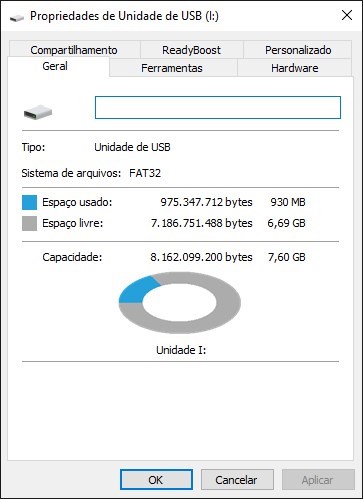 Propriedades de Unidade de USB (I:)
Compartilhamento ReadyBoost Personalizado
Geral Ferramentas Hardware
Tipo: Unidade de USB
Sistema de arquivos: FAT32
Espaço usado: 975.347.712 bytes 930 MB
Espaço livre: 7.186.751.488 bytes 6,69 GB
Capacidade: 8.162.099.200 bytes 7,60 GB
Unidade I:
OK Cancelar Aplicar